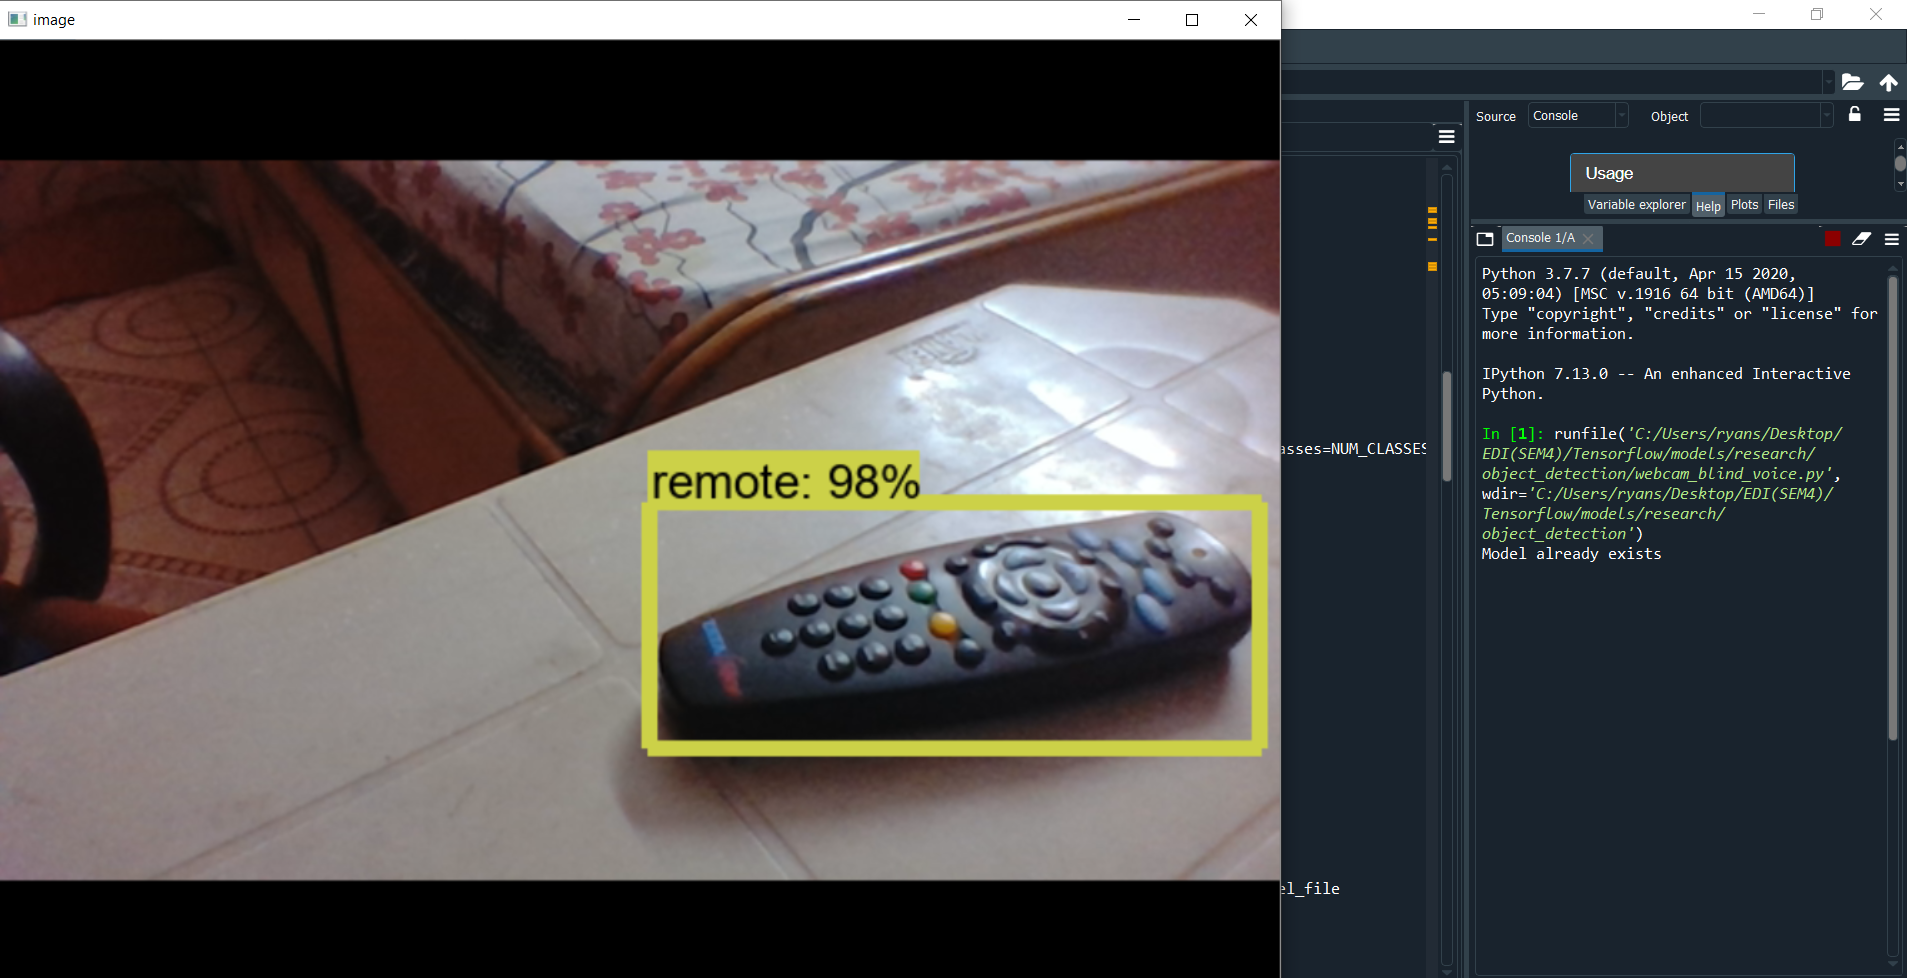 image
remote: 98%
asses=NUM_CLASSES
el_file
Source
Console
Object
Usage
Variable explorer
Help
Plots
Files
Console 1/A
Python 3.7.7 (default, Apr 15 2020,
05:09:04) [MSC v.1916 64 bit (AMD64)]
Type "copyright", "credits" or "license" for
more information.
IPython 7.13.0 -- An enhanced Interactive
Python.
In [1]: runfile('C:/Users/ryans/Desktop/
EDI(SEM4)/Tensorflow/models/research/
object_detection/webcam_blind_voice.py',
wdir='C:/Users/ryans/Desktop/EDI(SEM4)/
Tensorflow/models/research/
object_detection')
Model already exists